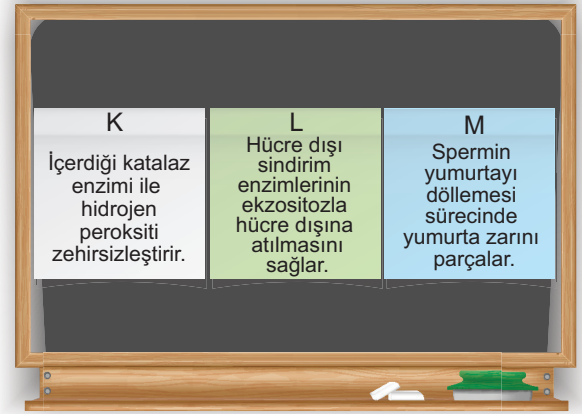 K
İçerdiği katalaz
enzimi ile
hidrojen
peroksiti
zehirsizleştirir.
L
Hücre dışı
sindirim
enzimlerinin
ekzositozla
hücre dışına
atılmasını
sağlar.
M
Spermin
yumurtayı
döllemesi
sürecinde
yumurta zarını
parçalar.